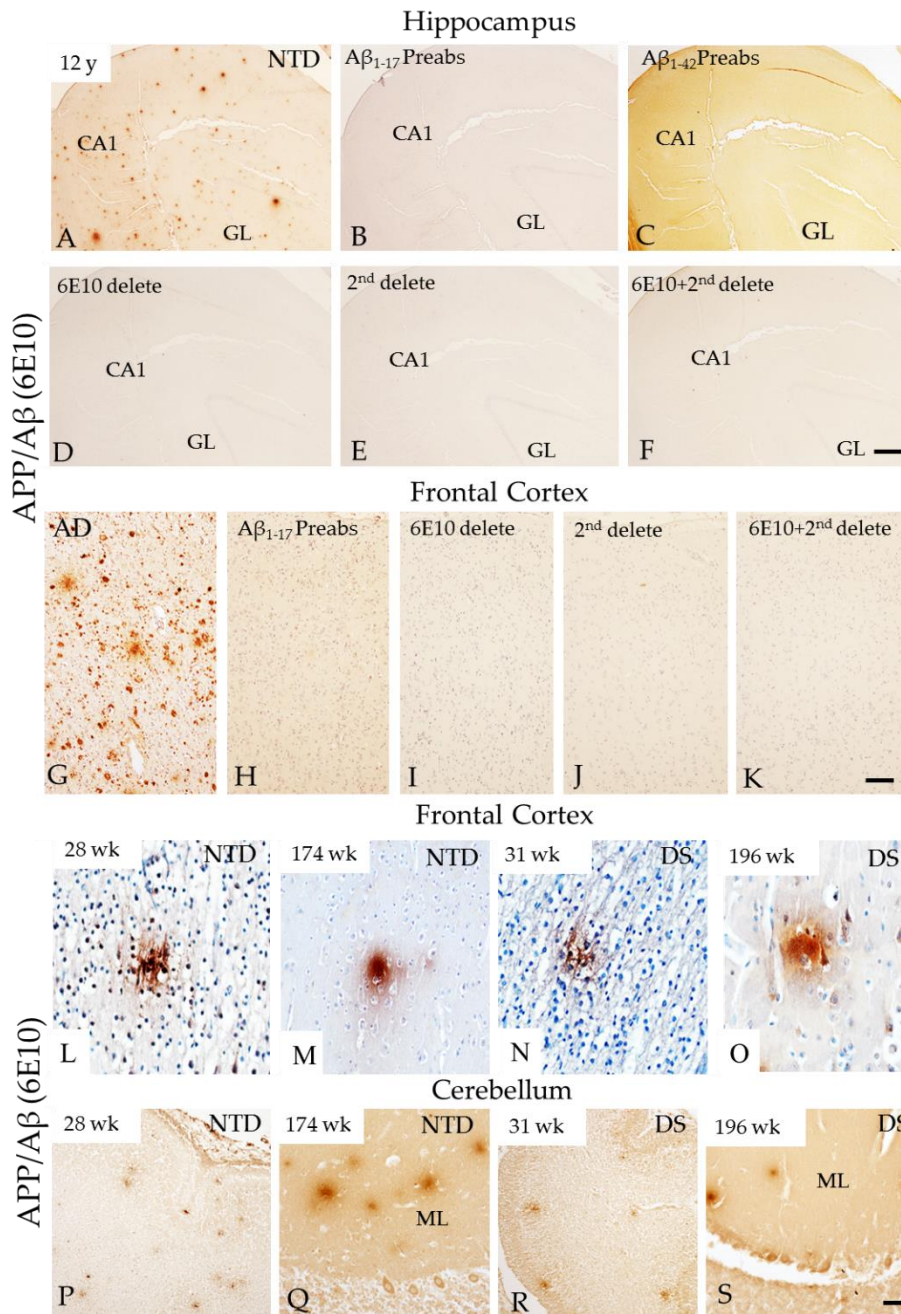 Hippocampus
12 y NTD Aβ1-17 Preabs Aβ1-42 Preabs
CA1 CA1 CA1
GL GL GL
A B C
6E10 delete 2nd delete 6E10+2nd delete
CA1 CA1 CA1
GL GL GL
D E F
APP/Aβ (6E10)
Frontal Cortex
AD Aβ1-17 Preabs 6E10 delete 2nd delete 6E10+2nd delete
G H I J K
Frontal Cortex
28 wk NTD 174 wk NTD 31 wk DS 196 wk DS
L M N O
APP/Aβ (6E10)
Cerebellum
28 wk NTD 174 wk NTD 31 wk DS 196 wk DS
ML ML
P Q R S